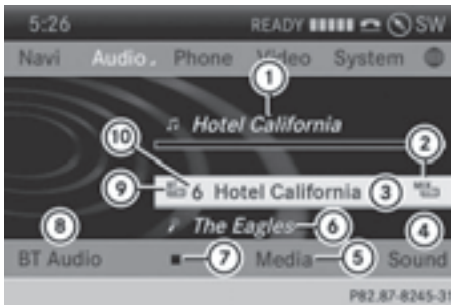 5:26 READY SW
Navi Audio Phone Video System
1
Hotel California
10 2
9 6 Hotel California 3
8 The Eagles 6 4
BT Audio 7 Media 5 Sound
P82.87-8245-31